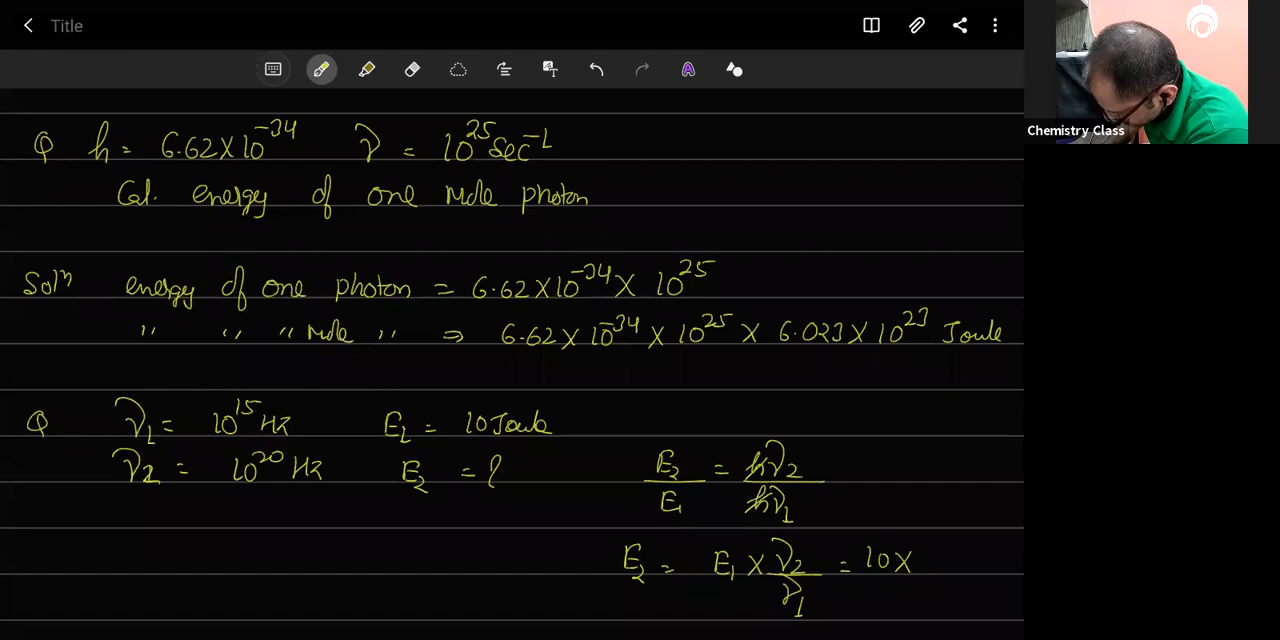 Title
Chemistry Class
Q h = 6.62 X 10^-34 ν = 10^25 Sec^-1
Cal. energy of one Mole photon
Solⁿ energy of one photon = 6.62 X 10^-34 X 10^25
" " " Mole " ⇒ 6.62 X 10^-34 X 10^25 X 6.023 X 10^23 Joule
Q ν1 = 10^15 Hz E1 = 10 Joule
ν2 = 10^20 Hz E2 = ?
E2/E1 = hν2/hν1
E2 = E1 X ν2/ν1 = 10 X